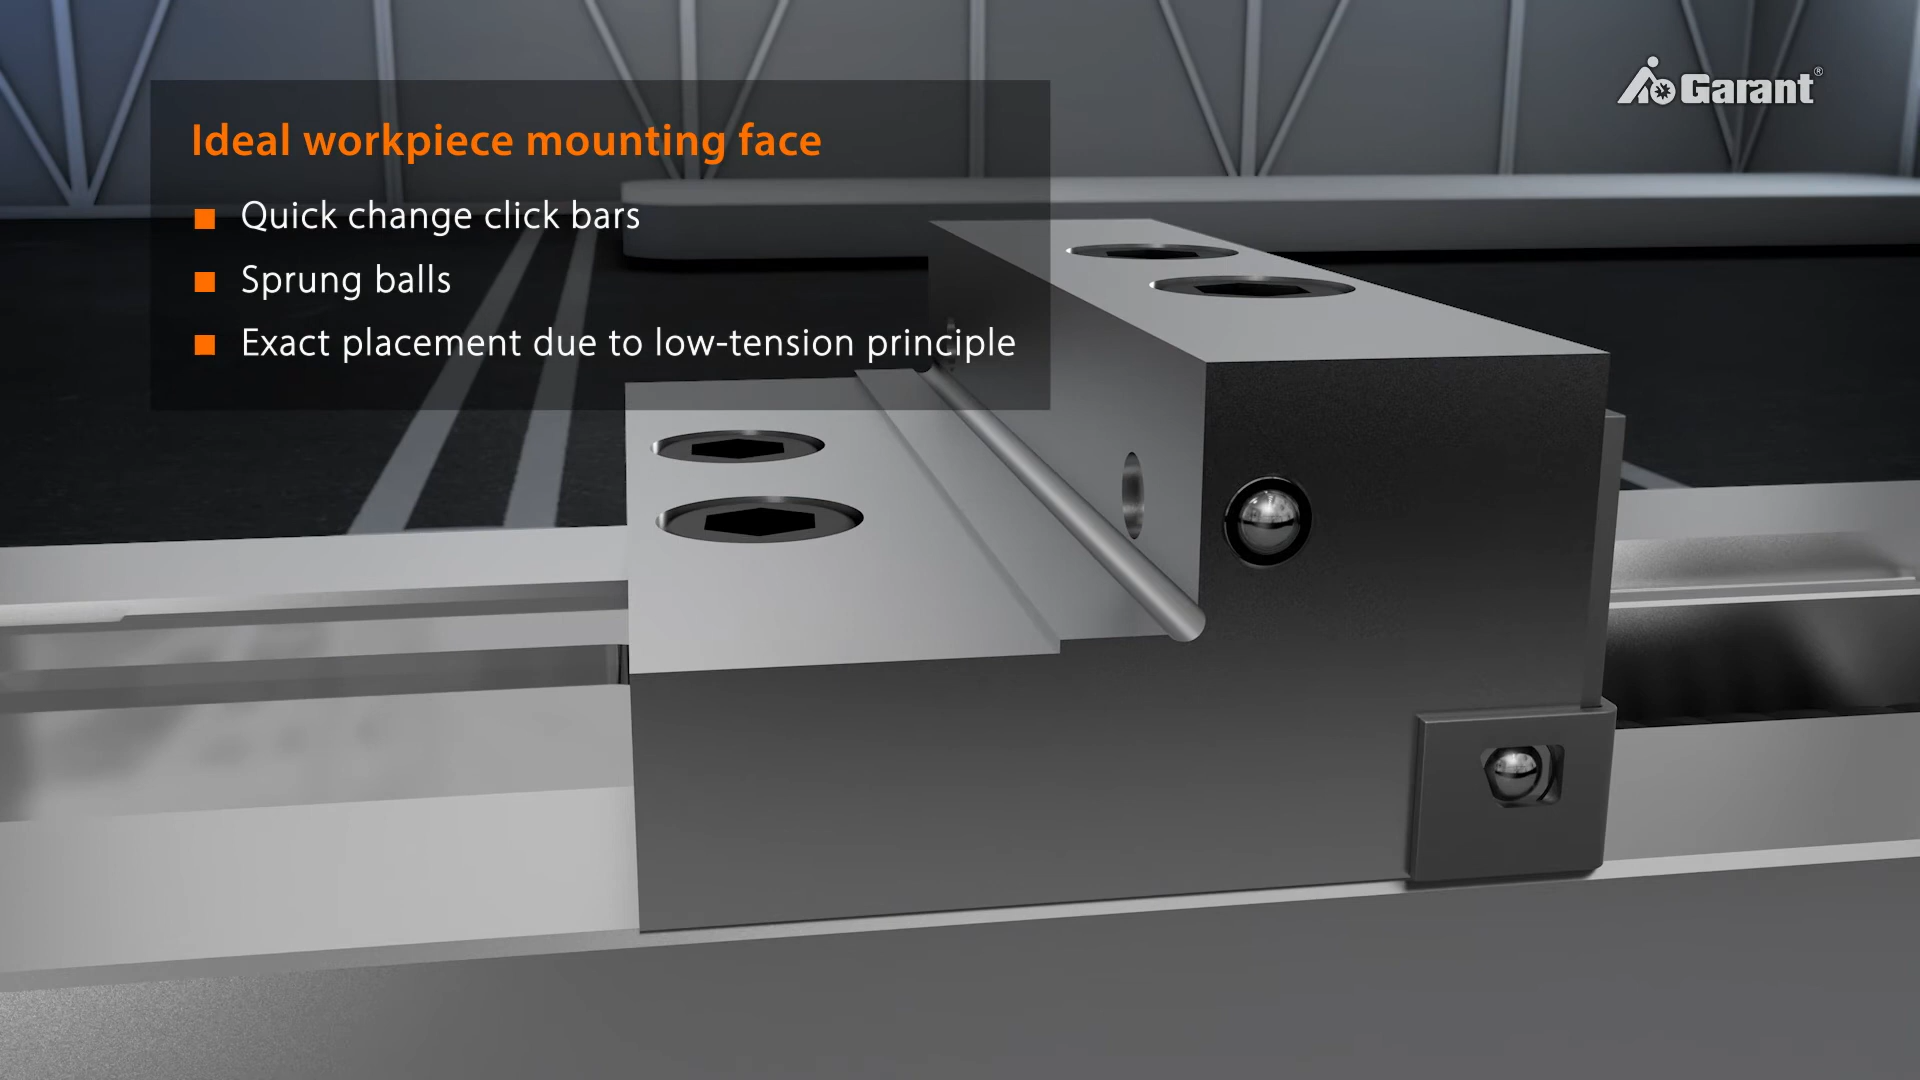 Garant®
Ideal workpiece mounting face
Quick change click bars
Sprung balls
Exact placement due to low-tension principle